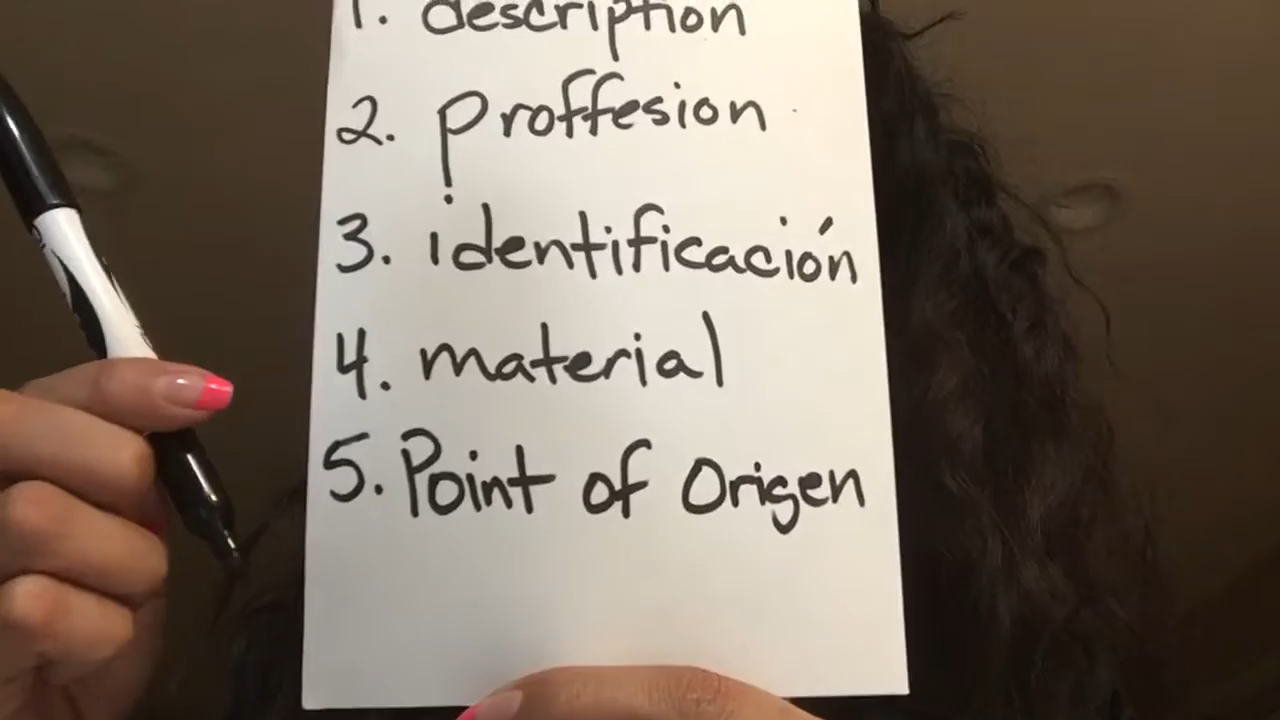 1. description
2. proffesion
3. identificación
4. material
5. Point of Origen